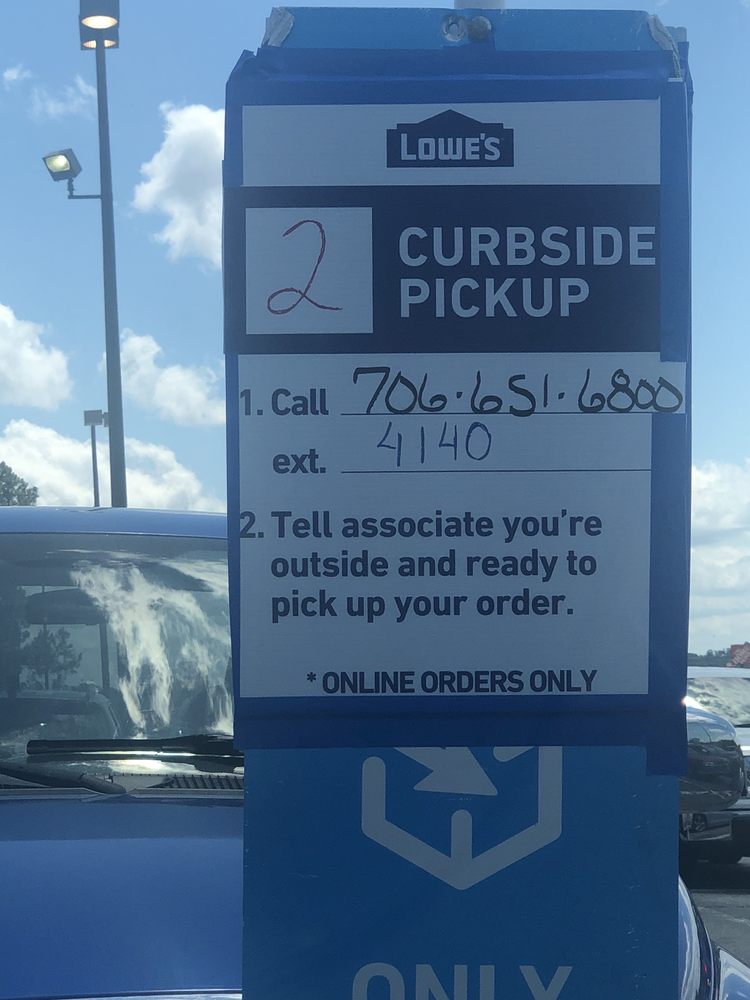 LOWE'S
2
CURBSIDE
PICKUP
1. Call 706.651.6800
ext. 4140
2. Tell associate you're
outside and ready to
pick up your order.
* ONLINE ORDERS ONLY
ONLY